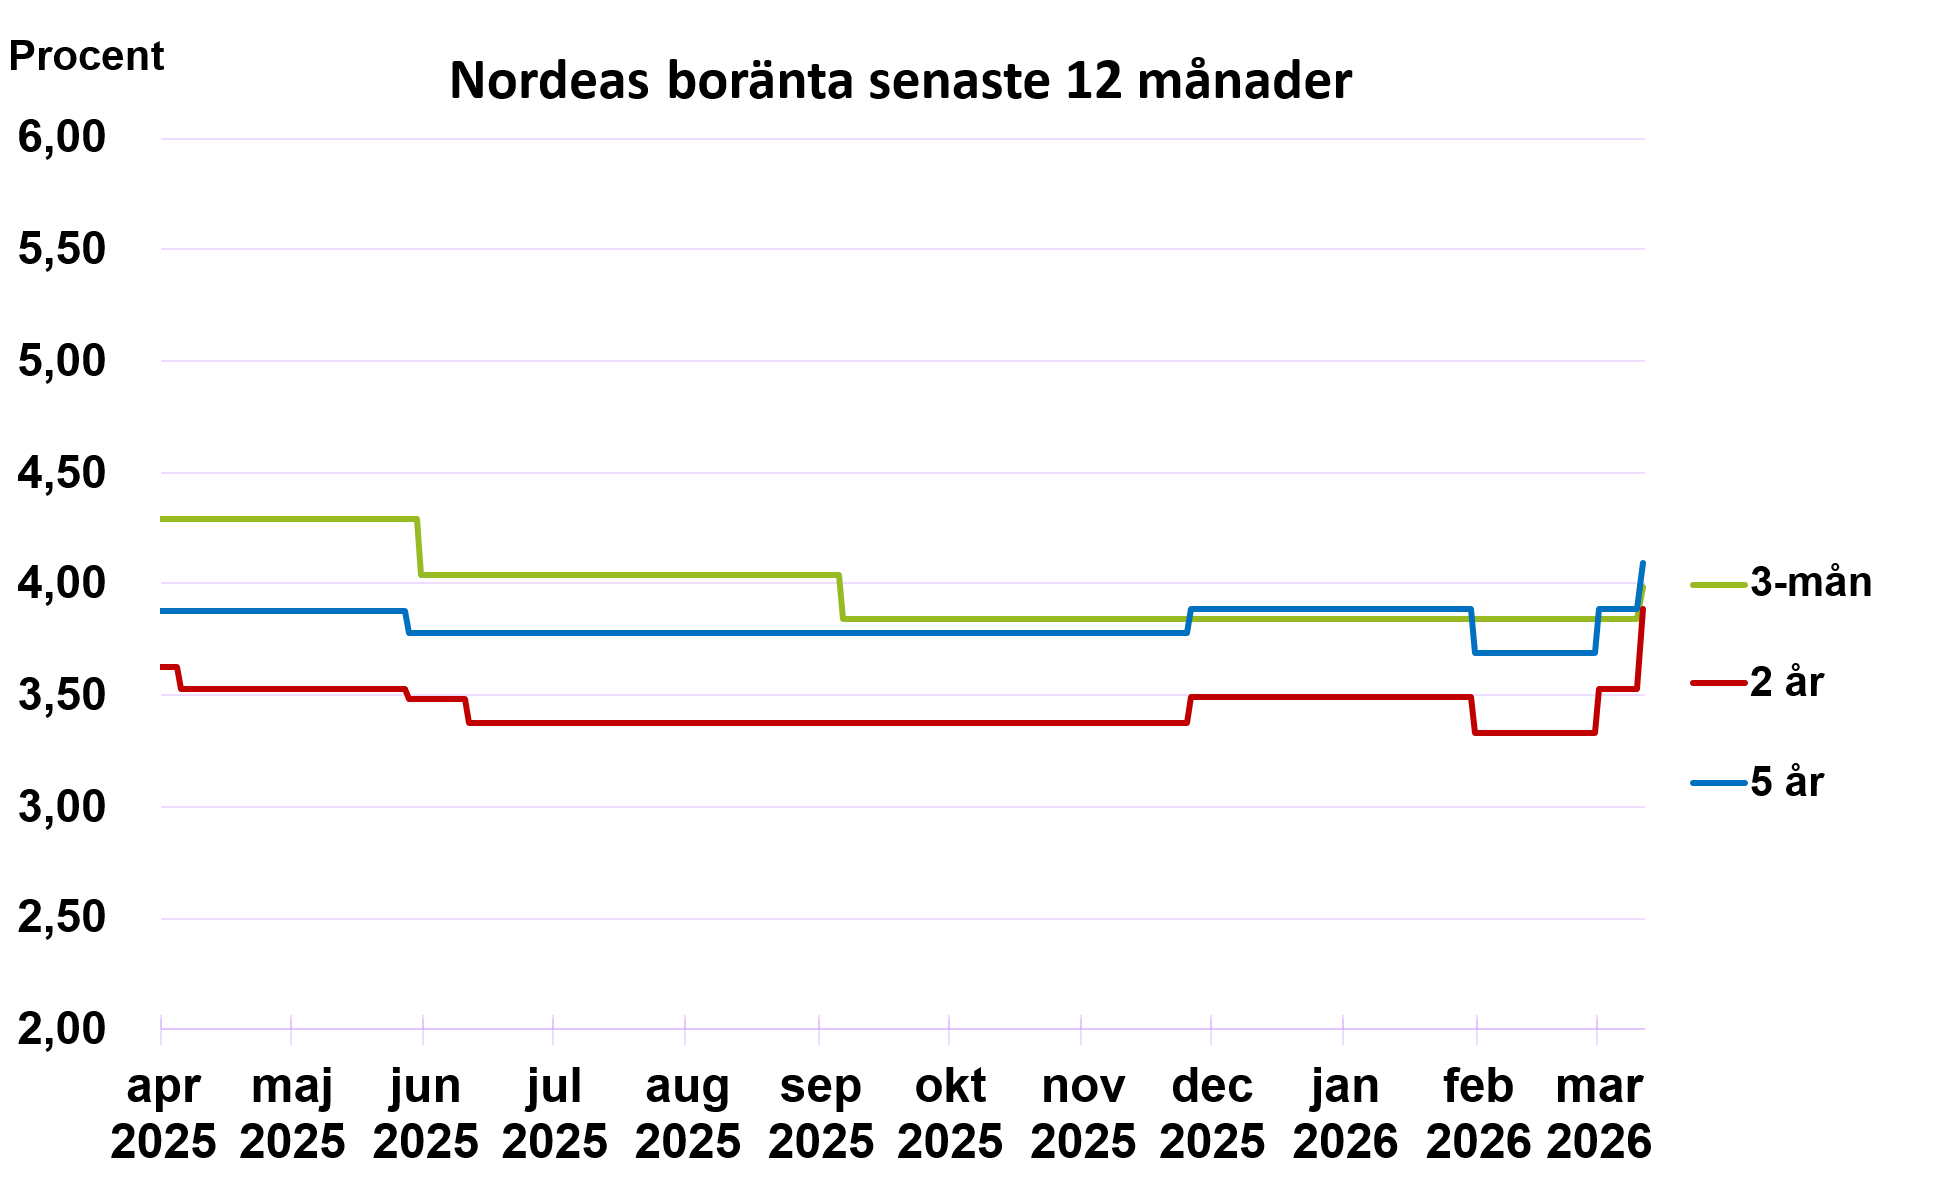 Procent
Nordeas boränta senaste 12 månader
6,00
5,50
5,00
4,50
4,00
3,50
3,00
2,50
2,00
3-mån
2 år
5 år
apr maj jun jul aug sep okt nov dec jan feb mar
2025 2025 2025 2025 2025 2025 2025 2025 2025 2026 2026 2026